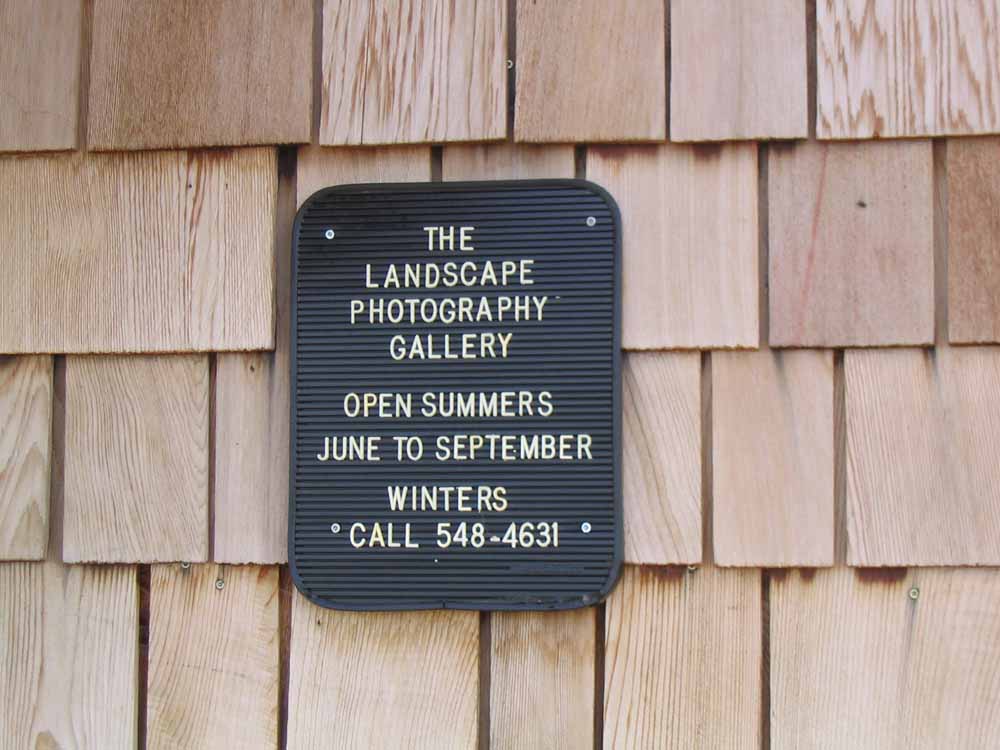 THE
LANDSCAPE
PHOTOGRAPHY
GALLERY
OPEN SUMMERS
JUNE TO SEPTEMBER
WINTERS
CALL 548-4631